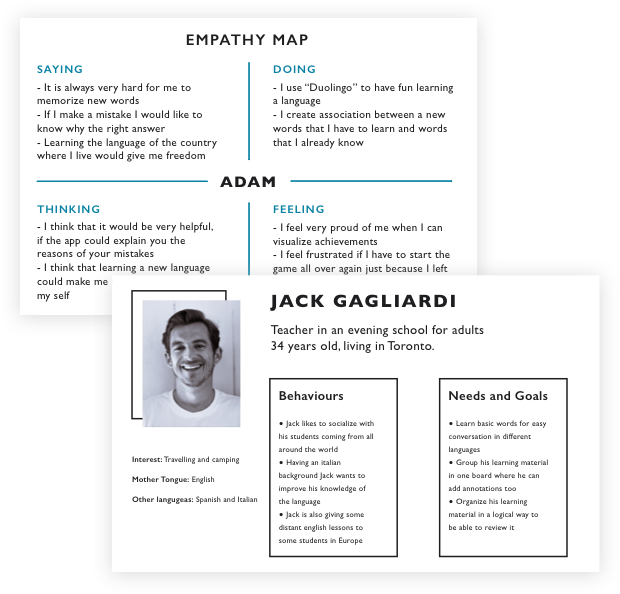 EMPATHY MAP
SAYING
- It is always very hard for me to
memorize new words
- If I make a mistake I would like to
know why the right answer
- Learning the language of the country
where I live would give me freedom
DOING
- I use “Duolingo” to have fun learning
a language
- I create association between a new
words that I have to learn and words
that I already know
ADAM
THINKING
- I think that it would be very helpful,
if the app could explain you the
reasons of your mistakes
- I think that learning a new language
could make me
my self
FEELING
- I feel very proud of me when I can
visualize achievements
- I feel frustrated if I have to start the
game all over again just because I left
JACK GAGLIARDI
Teacher in an evening school for adults
34 years old, living in Toronto.
Interest: Travelling and camping
Mother Tongue: English
Other langugeas: Spanish and Italian
Behaviours
• Jack likes to socialize with
his students coming from all
around the world
• Having an italian
background Jack wants to
improve his knowledge of
the language
• Jack is also giving some
distant english lessons to
some students in Europe
Needs and Goals
• Learn basic words for easy
conversation in different
languages
• Group his learning material
in one board where he can
add annotations too
• Organize his learning
material in a logical way to
be able to review it